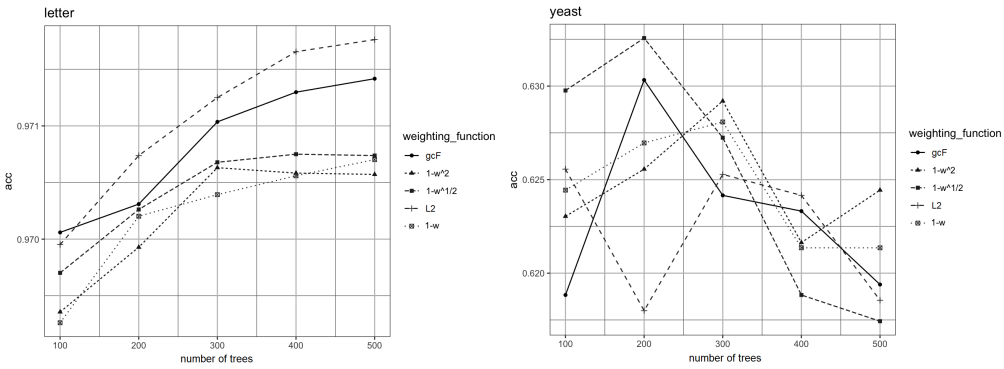 letter
acc
0.971
0.970
100
200
300
400
500
number of trees
weighting_function
gcF
1-w^2
1-w^1/2
L2
1-w
yeast
acc
0.630
0.625
0.620
100
200
300
400
500
number of trees
weighting_function
gcF
1-w^2
1-w^1/2
L2
1-w